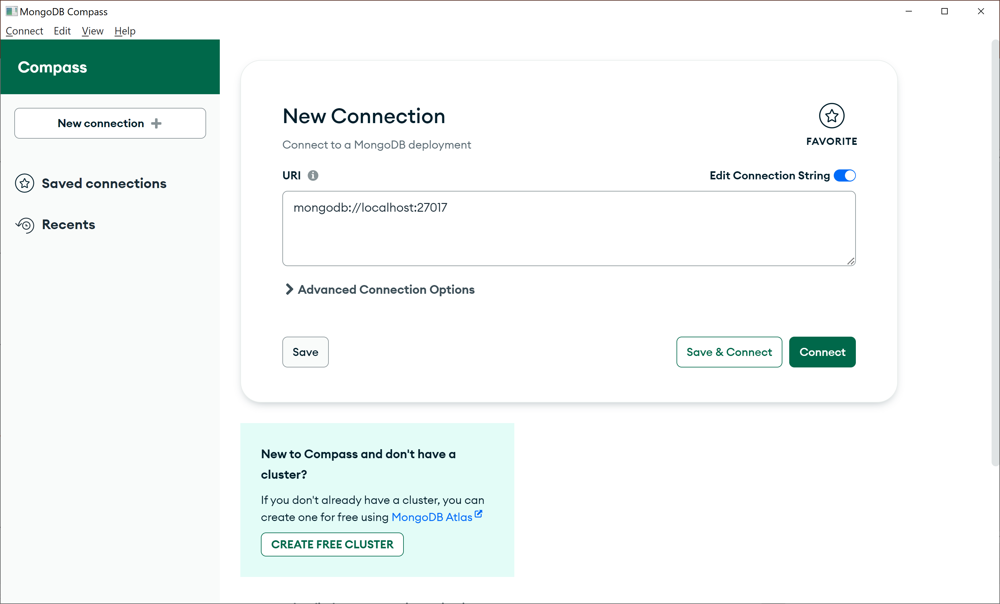 MongoDB Compass
Connect Edit View Help
Compass
New connection
Saved connections
Recents
New Connection
Connect to a MongoDB deployment
FAVORITE
URI
Edit Connection String
mongodb://localhost:27017
Advanced Connection Options
Save
Save & Connect
Connect
New to Compass and don't have a
cluster?
If you don't already have a cluster, you can
create one for free using MongoDB Atlas
CREATE FREE CLUSTER